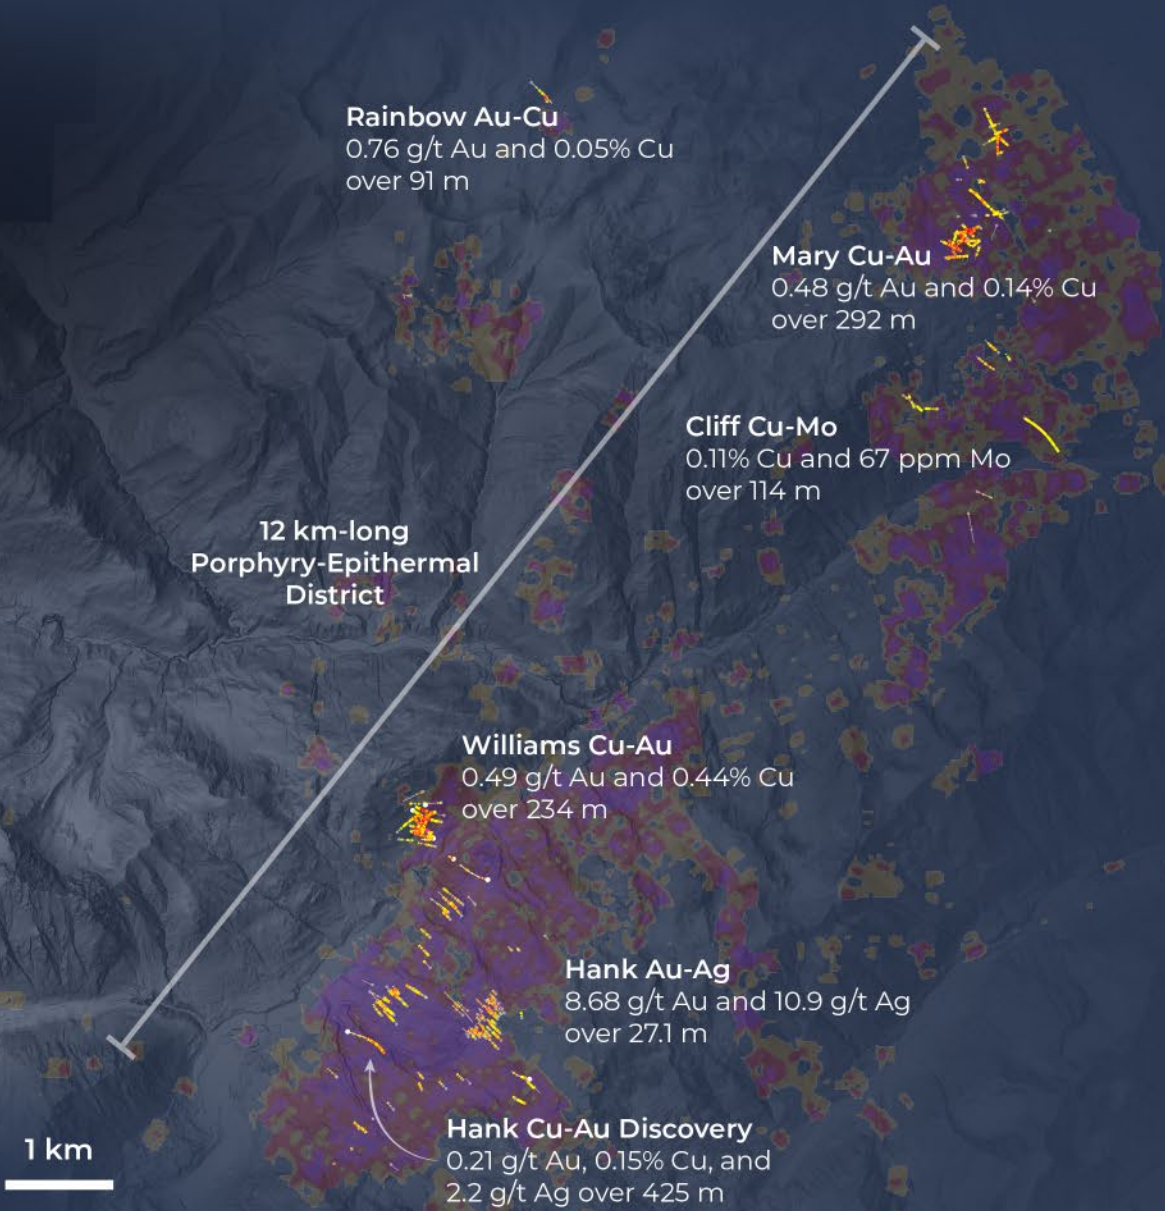 Rainbow Au-Cu
0.76 g/t Au and 0.05% Cu
over 91 m
Mary Cu-Au
0.48 g/t Au and 0.14% Cu
over 292 m
Cliff Cu-Mo
0.11% Cu and 67 ppm Mo
over 114 m
12 km-long
Porphyry-Epithermal
District
Williams Cu-Au
0.49 g/t Au and 0.44% Cu
over 234 m
Hank Au-Ag
8.68 g/t Au and 10.9 g/t Ag
over 27.1 m
Hank Cu-Au Discovery
0.21 g/t Au, 0.15% Cu, and
2.2 g/t Ag over 425 m
1 km